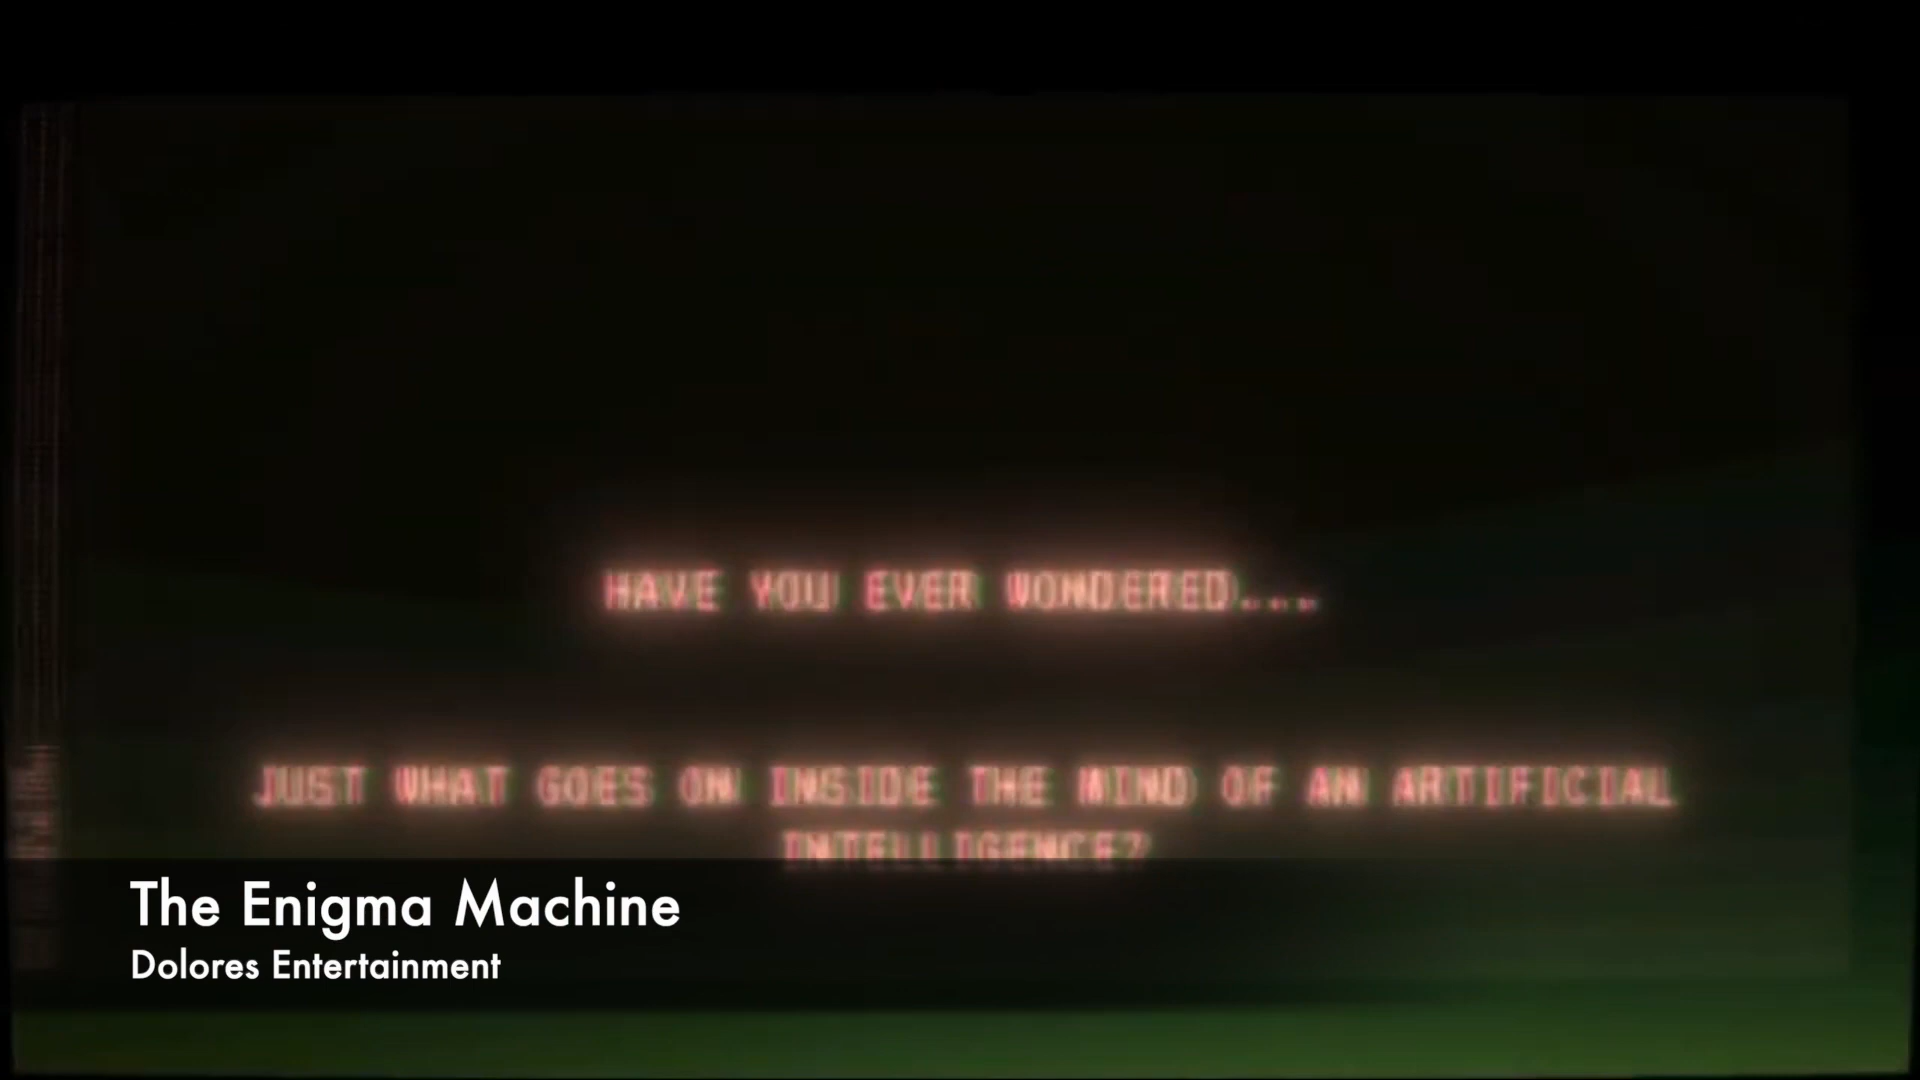 HAVE YOU EVER WONDERED...
JUST WHAT GOES ON INSIDE THE MIND OF AN ARTIFICIAL
INTELLIGENCE?
The Enigma Machine
Dolores Entertainment